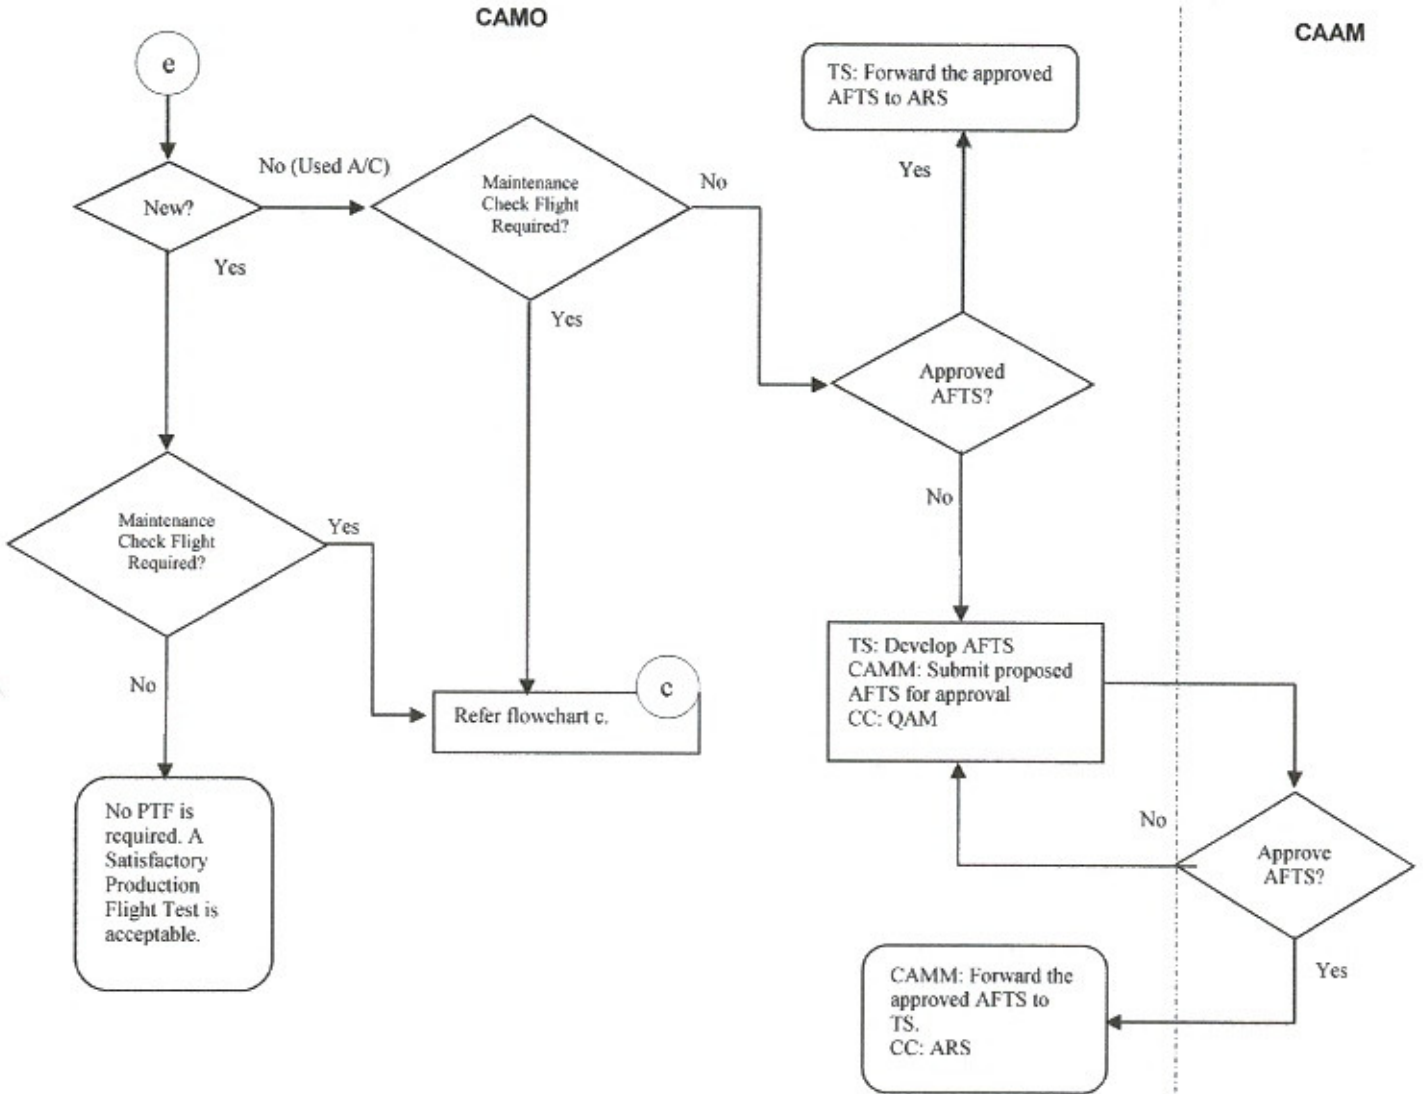 CAMO
CAAM
e
TS: Forward the approved
AFTS to ARS
No (Used A/C)
Maintenance
Check Flight
Required?
No
Yes
New?
Yes
Yes
Approved
AFTS?
No
Maintenance
Check Flight
Required?
Yes
No
TS: Develop AFTS
CAMM: Submit proposed
AFTS for approval
CC: QAM
c
Refer flowchart c.
No PTF is
required. A
Satisfactory
Production
Flight Test is
acceptable.
No
Approve
AFTS?
Yes
CAMM: Forward the
approved AFTS to
TS.
CC: ARS